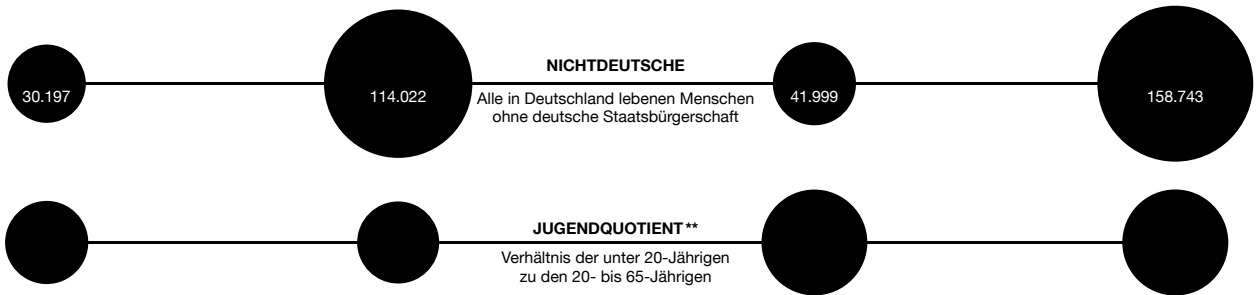 NICHTDEUTSCHE
30.197
114.022
Alle in Deutschland lebenen Menschen
ohne deutsche Staatsbürgerschaft
41.999
158.743
JUGENDQUOTIENT**
Verhältnis der unter 20-Jährigen
zu den 20- bis 65-Jährigen